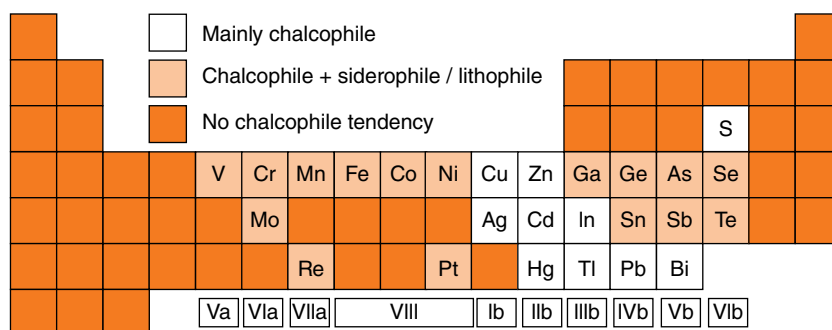 Mainly chalcophile
Chalcophile + siderophile / lithophile
No chalcophile tendency
S
V Cr Mn Fe Co Ni Cu Zn Ga Ge As Se
Mo Ag Cd In Sn Sb Te
Re Pt Hg Tl Pb Bi
Va VIa VIIa VIII Ib IIb IIIb IVb Vb VIb